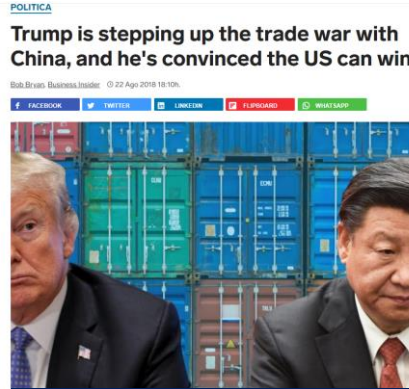 POLITICA
Trump is stepping up the trade war with
China, and he's convinced the US can win
Bob Bryan, Business Insider 22 Ago 2018 18:10h.
FACEBOOK TWITTER LINKEDIN FLIPBOARD WHATSAPP